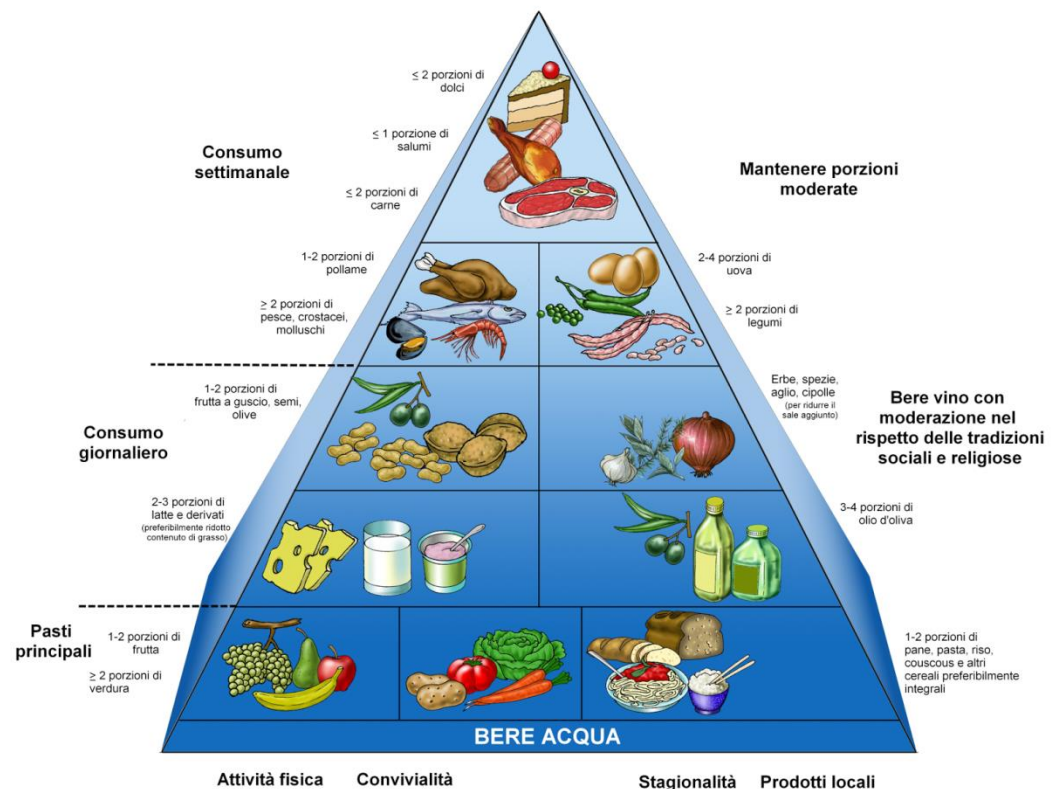 ≤ 2 porzioni di
dolci
≤ 1 porzione di
salumi
Consumo
settimanale
≤ 2 porzioni di
carne
Mantenere porzioni
moderate
1-2 porzioni di
pollame
2-4 porzioni di
uova
≥ 2 porzioni di
pesce, crostacei,
molluschi
≥ 2 porzioni di
legumi
1-2 porzioni di
frutta a guscio, semi,
olive
Erbe, spezie,
aglio, cipolle
(per ridurre il
sale aggiunto)
Consumo
giornaliero
Bere vino con
moderazione nel
rispetto delle tradizioni
sociali e religiose
2-3 porzioni di
latte e derivati
(preferibilmente ridotto
contenuto di grasso)
3-4 porzioni di
olio d'oliva
Pasti
principali
1-2 porzioni di
frutta
≥ 2 porzioni di
verdura
1-2 porzioni di
pane, pasta, riso,
couscous e altri
cereali preferibilmente
integrali
BERE ACQUA
Attività fisica Convivialità Stagionalità Prodotti locali